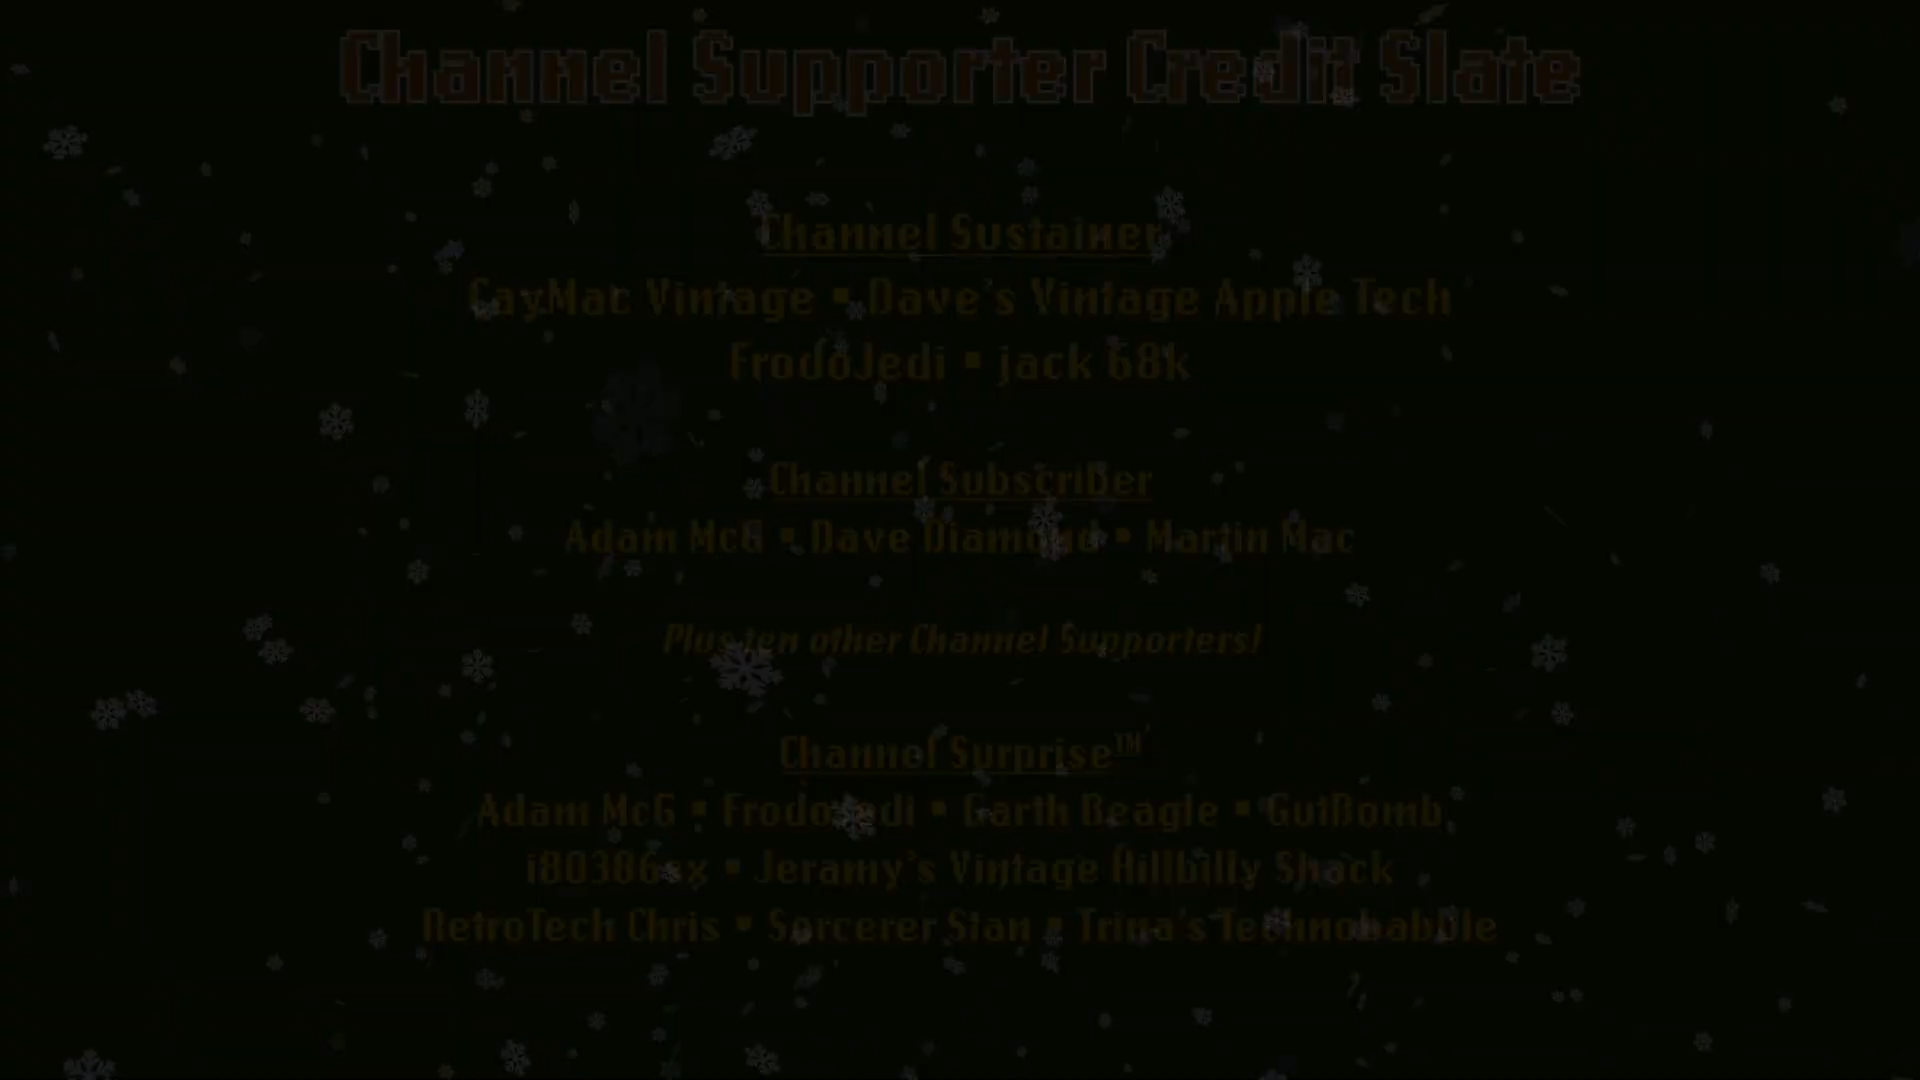 Channel Supporter Credit Slate
Channel Sustainer
CayMac Vintage ▪ Dave's Vintage Apple Tech
FrodoJedi ▪ jack 68k
Channel Subscriber
Adam McG ▪ Dave Diamond ▪ Martin Mac
Plus ten other Channel Supporters!
Channel Surprise™
Adam McG ▪ FrodoJedi ▪ Garth Beagle ▪ GutBomb
i80386sx ▪ Jeramy's Vintage Hillbilly Shack
RetroTech Chris ▪ Sorcerer Stan ▪ Trina's Technobabble